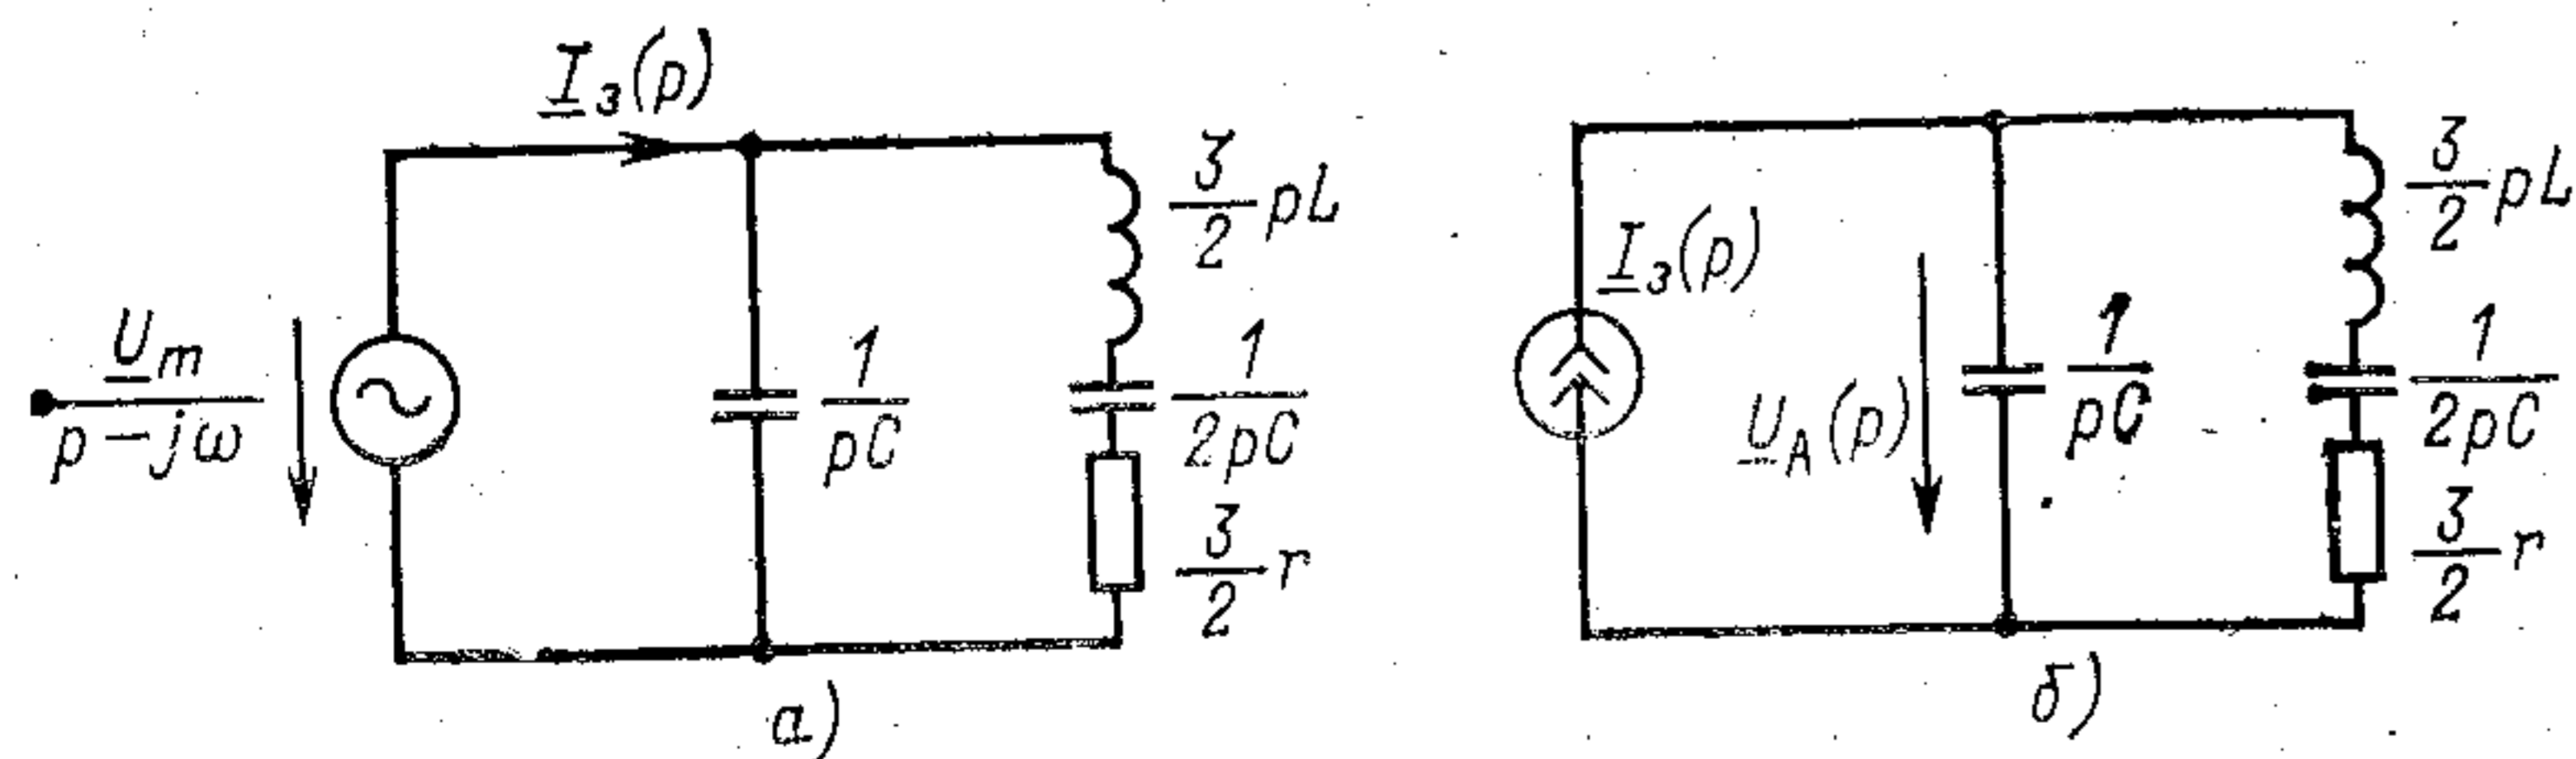 I₃(p)
U_m / (p − jω)
1 / pC
3/2 pL
1 / 2pC
3/2 r
а)
I₃(p)
U_A(p)
1 / pC
3/2 pL
1 / 2pC
3/2 r
б)